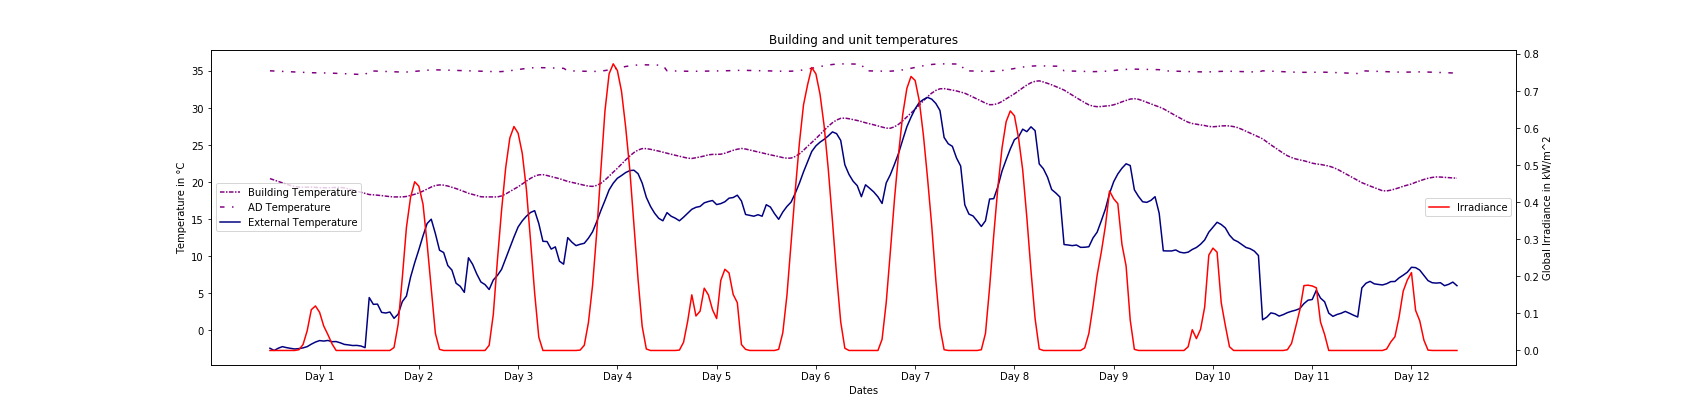 Building and unit temperatures
Temperature in °C
35
30
25
20
15
10
5
0
Building Temperature
AD Temperature
External Temperature
Irradiance
Global Irradiance in kW/m^2
0.8
0.7
0.6
0.5
0.4
0.3
0.2
0.1
0.0
Day 1 Day 2 Day 3 Day 4 Day 5 Day 6 Day 7 Day 8 Day 9 Day 10 Day 11 Day 12
Dates